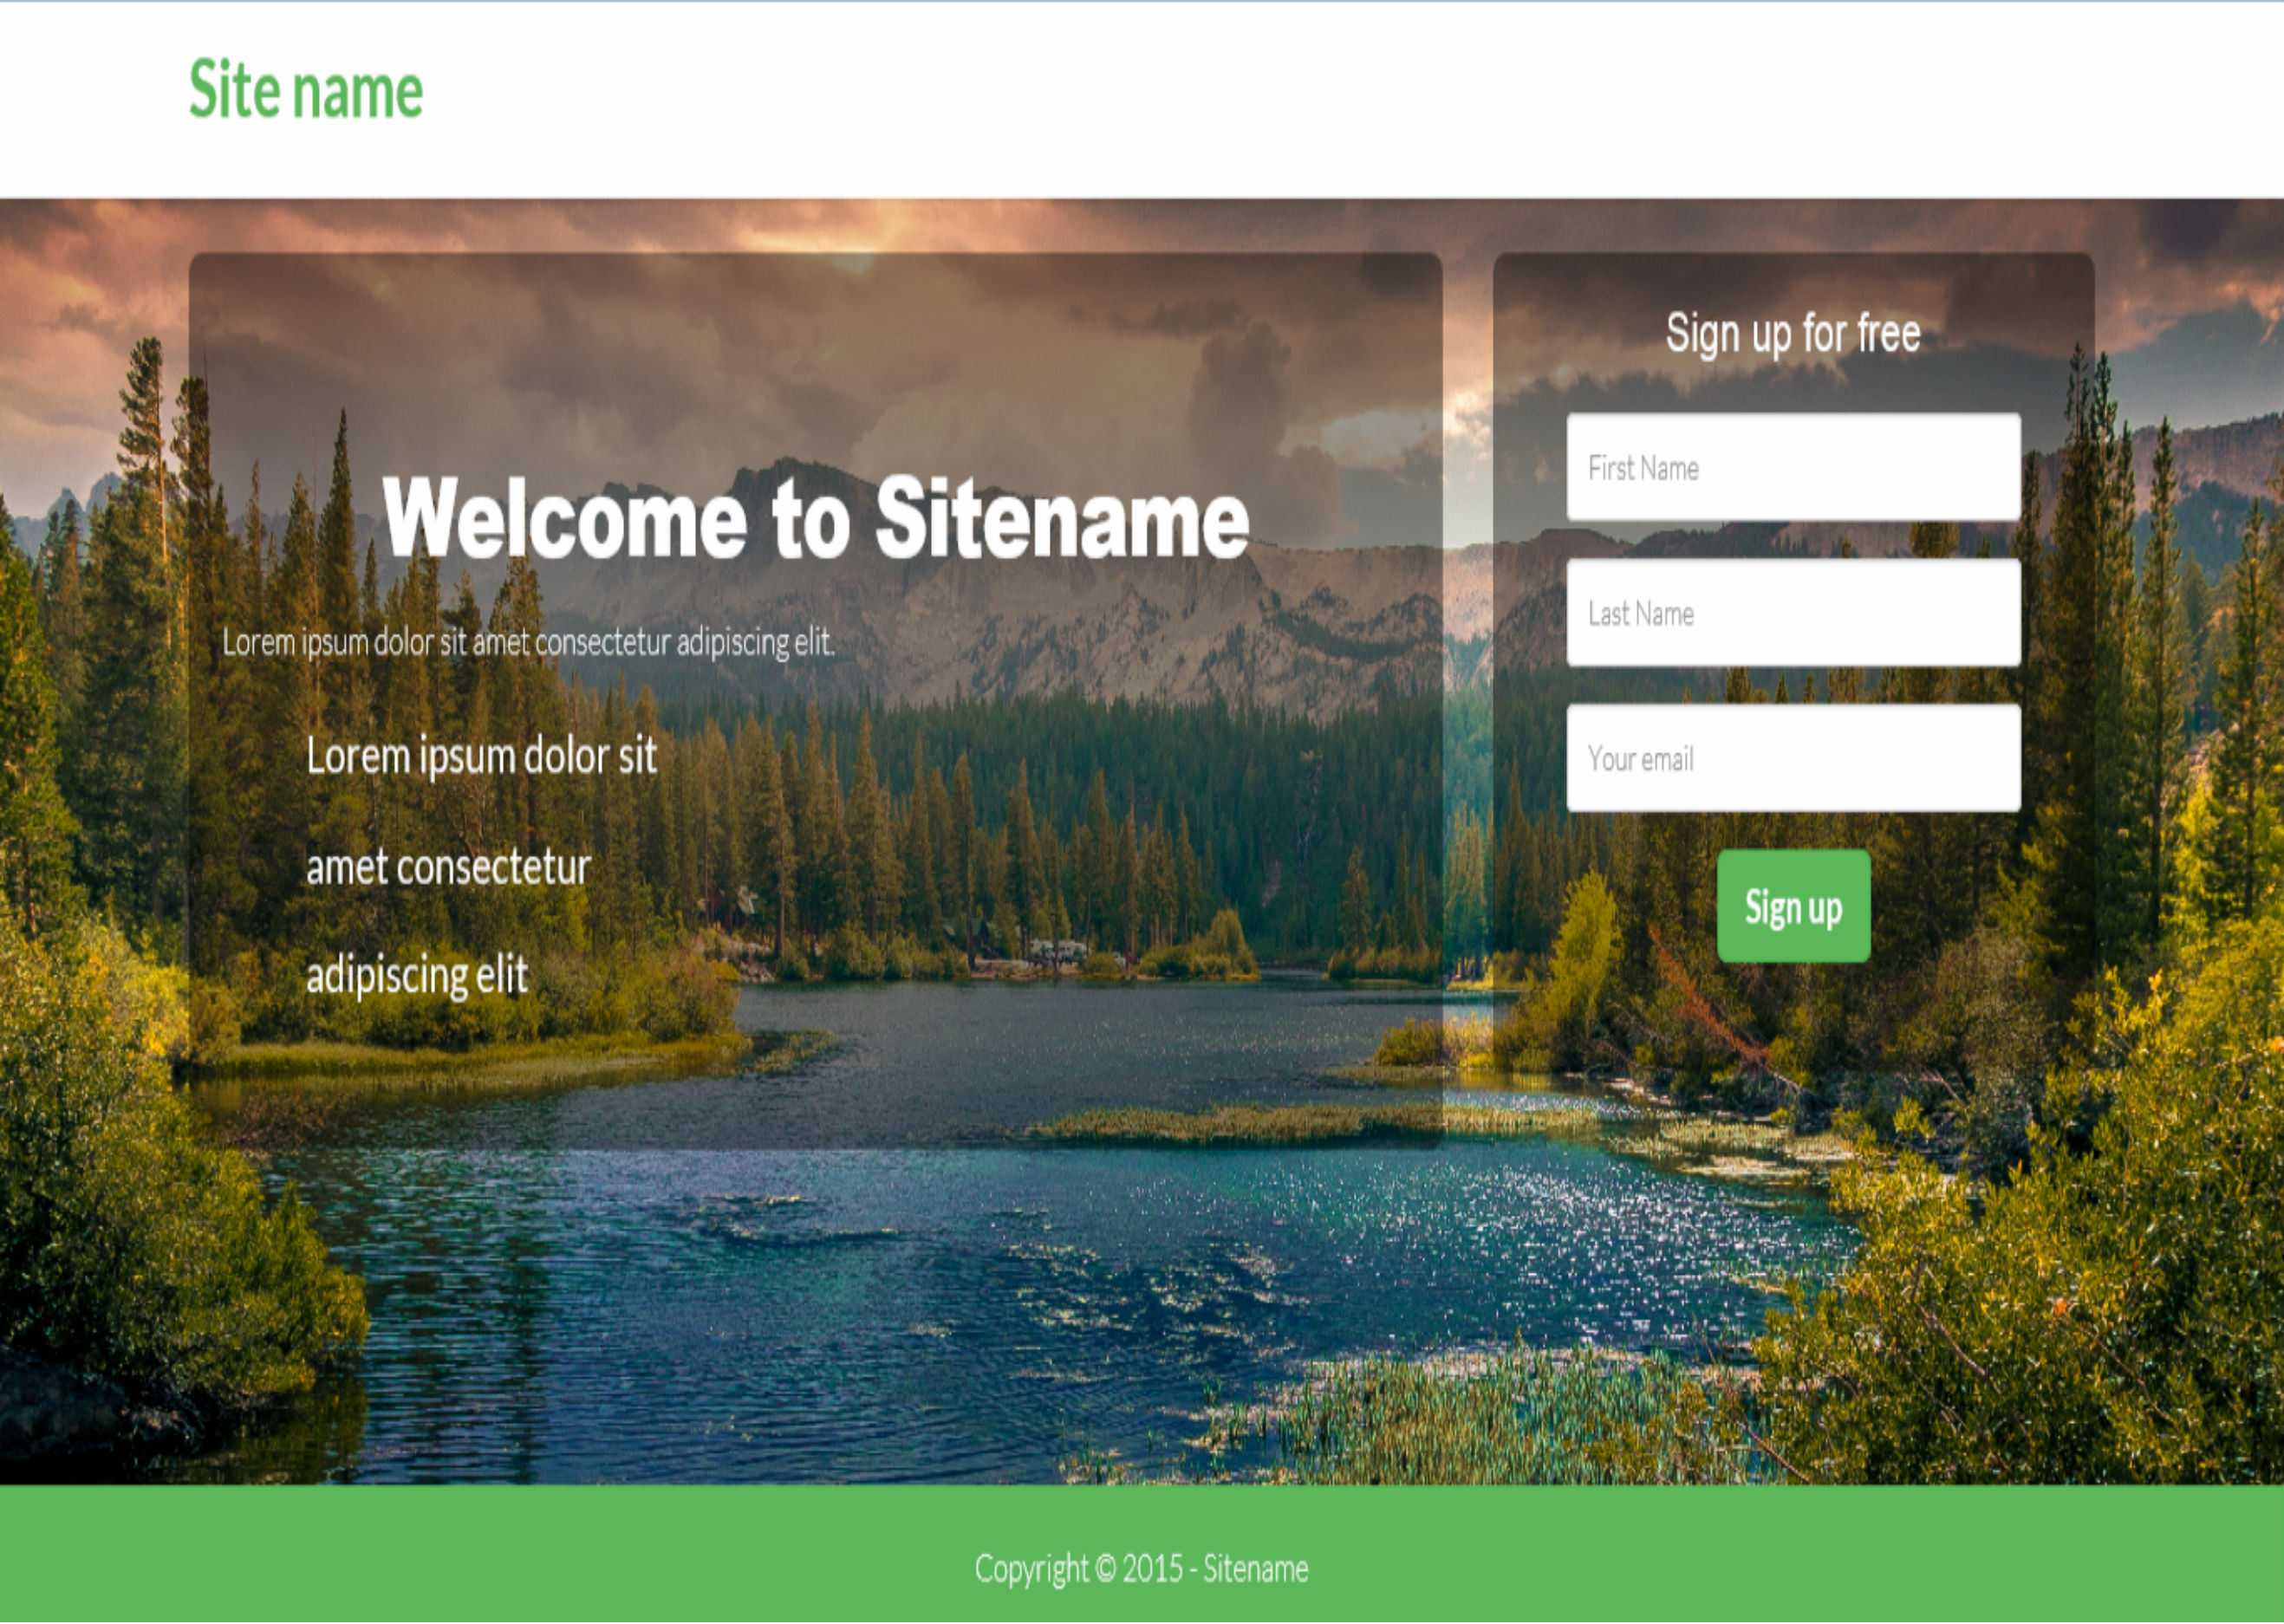 Site name
Welcome to Sitename
Lorem ipsum dolor sit amet consectetur adipiscing elit.
Lorem ipsum dolor sit
amet consectetur
adipiscing elit
Sign up for free
First Name
Last Name
Your email
Sign up
Copyright © 2015 - Sitename